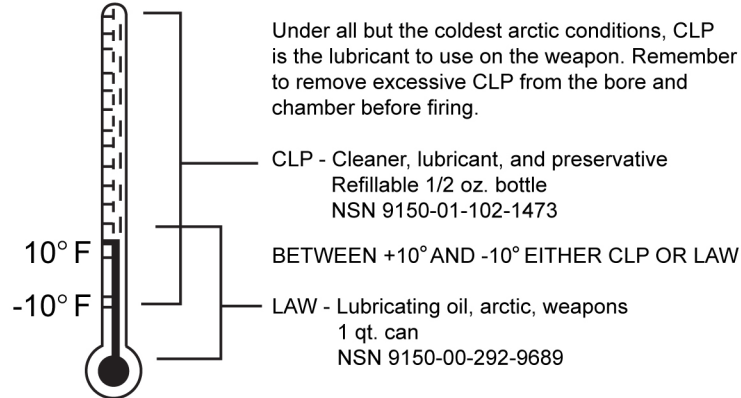 Under all but the coldest arctic conditions, CLP
is the lubricant to use on the weapon. Remember
to remove excessive CLP from the bore and
chamber before firing.
CLP - Cleaner, lubricant, and preservative
Refillable 1/2 oz. bottle
NSN 9150-01-102-1473
10° F
BETWEEN +10° AND -10° EITHER CLP OR LAW
-10° F
LAW - Lubricating oil, arctic, weapons
1 qt. can
NSN 9150-00-292-9689